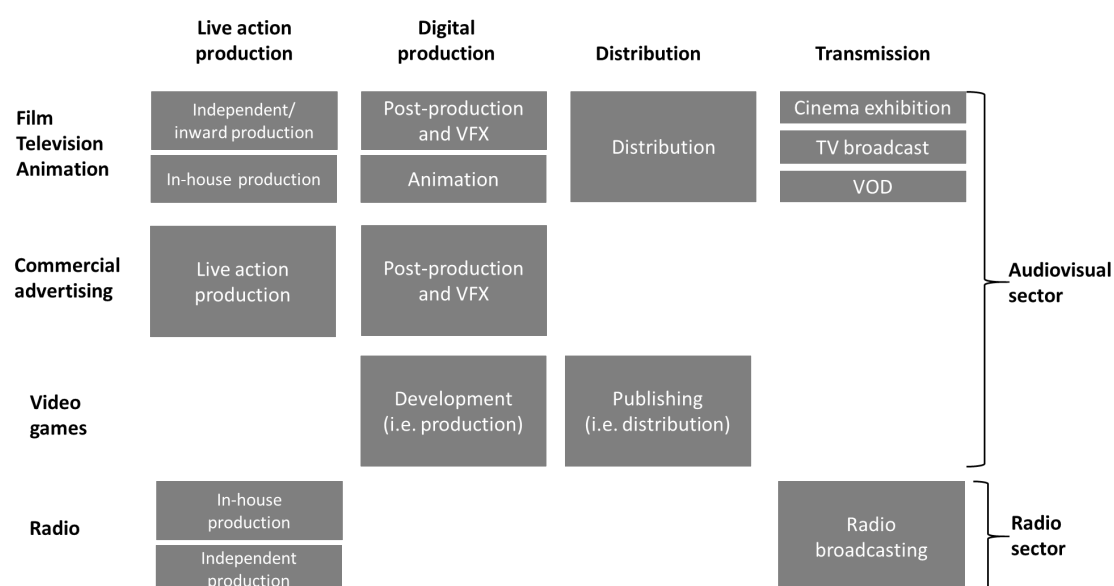 Live action
production
Digital
production
Distribution
Transmission
Film
Television
Animation
Independent/
inward production
In-house production
Post-production
and VFX
Animation
Distribution
Cinema exhibition
TV broadcast
VOD
Commercial
advertising
Live action
production
Post-production
and VFX
Audiovisual
sector
Video
games
Development
(i.e. production)
Publishing
(i.e. distribution)
Radio
In-house
production
Independent
production
Radio
broadcasting
Radio
sector